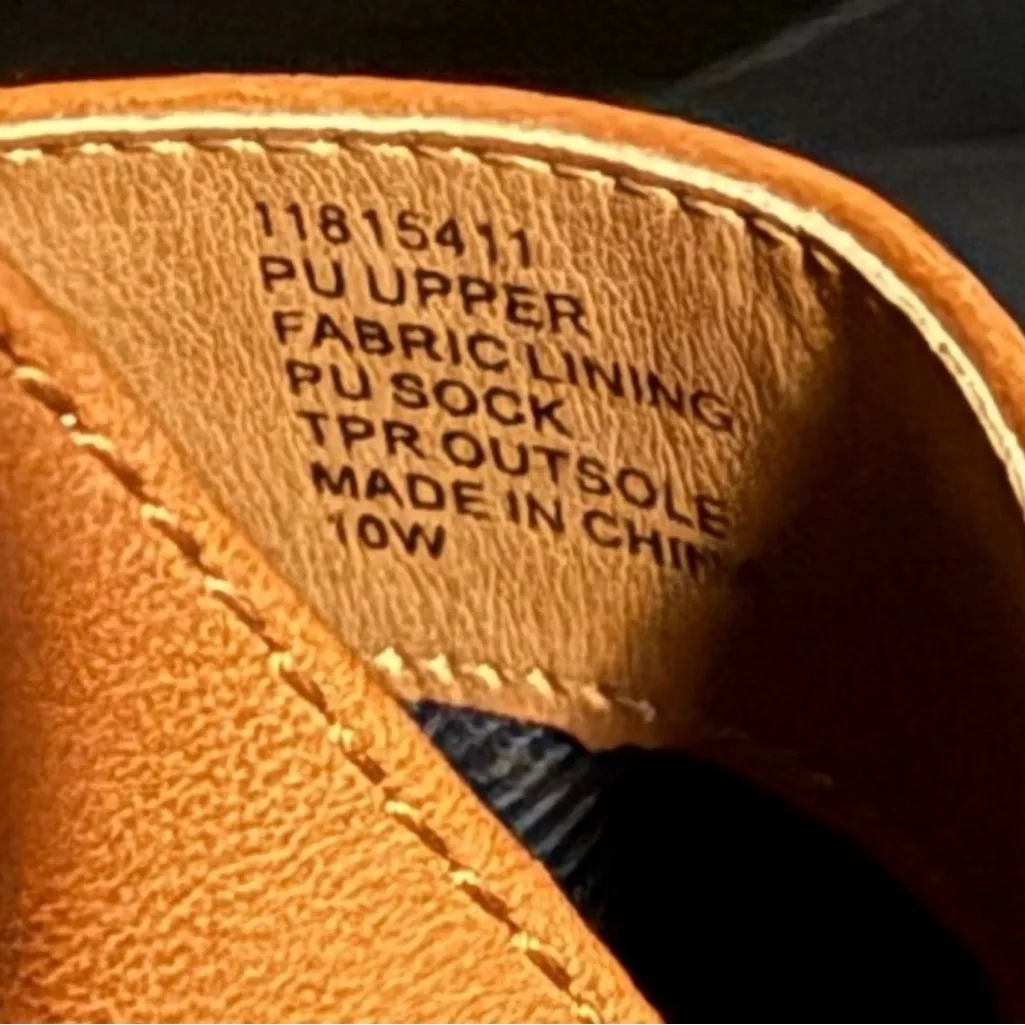 11815411
PU UPPER
FABRIC LINING
PU SOCK
TPR OUTSOLE
MADE IN CHIN
10W